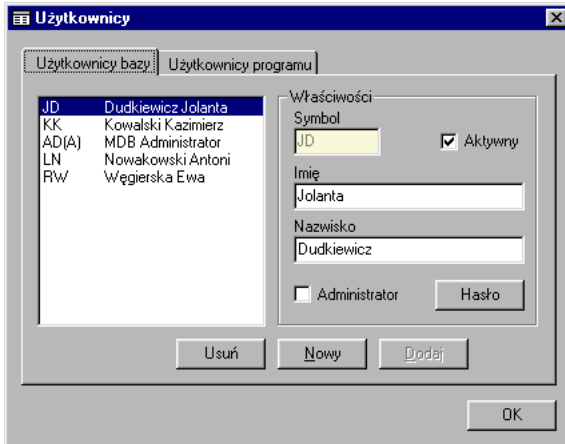 Użytkownicy
Użytkownicy bazy
Użytkownicy programu
JD Dudkiewicz Jolanta
KK Kowalski Kazimierz
AD(A) MDB Administrator
LN Nowakowski Antoni
RW Węgierska Ewa
Właściwości
Symbol
JD
Aktywny
Imię
Jolanta
Nazwisko
Dudkiewicz
Administrator
Hasło
Usuń
Nowy
Dodaj
OK